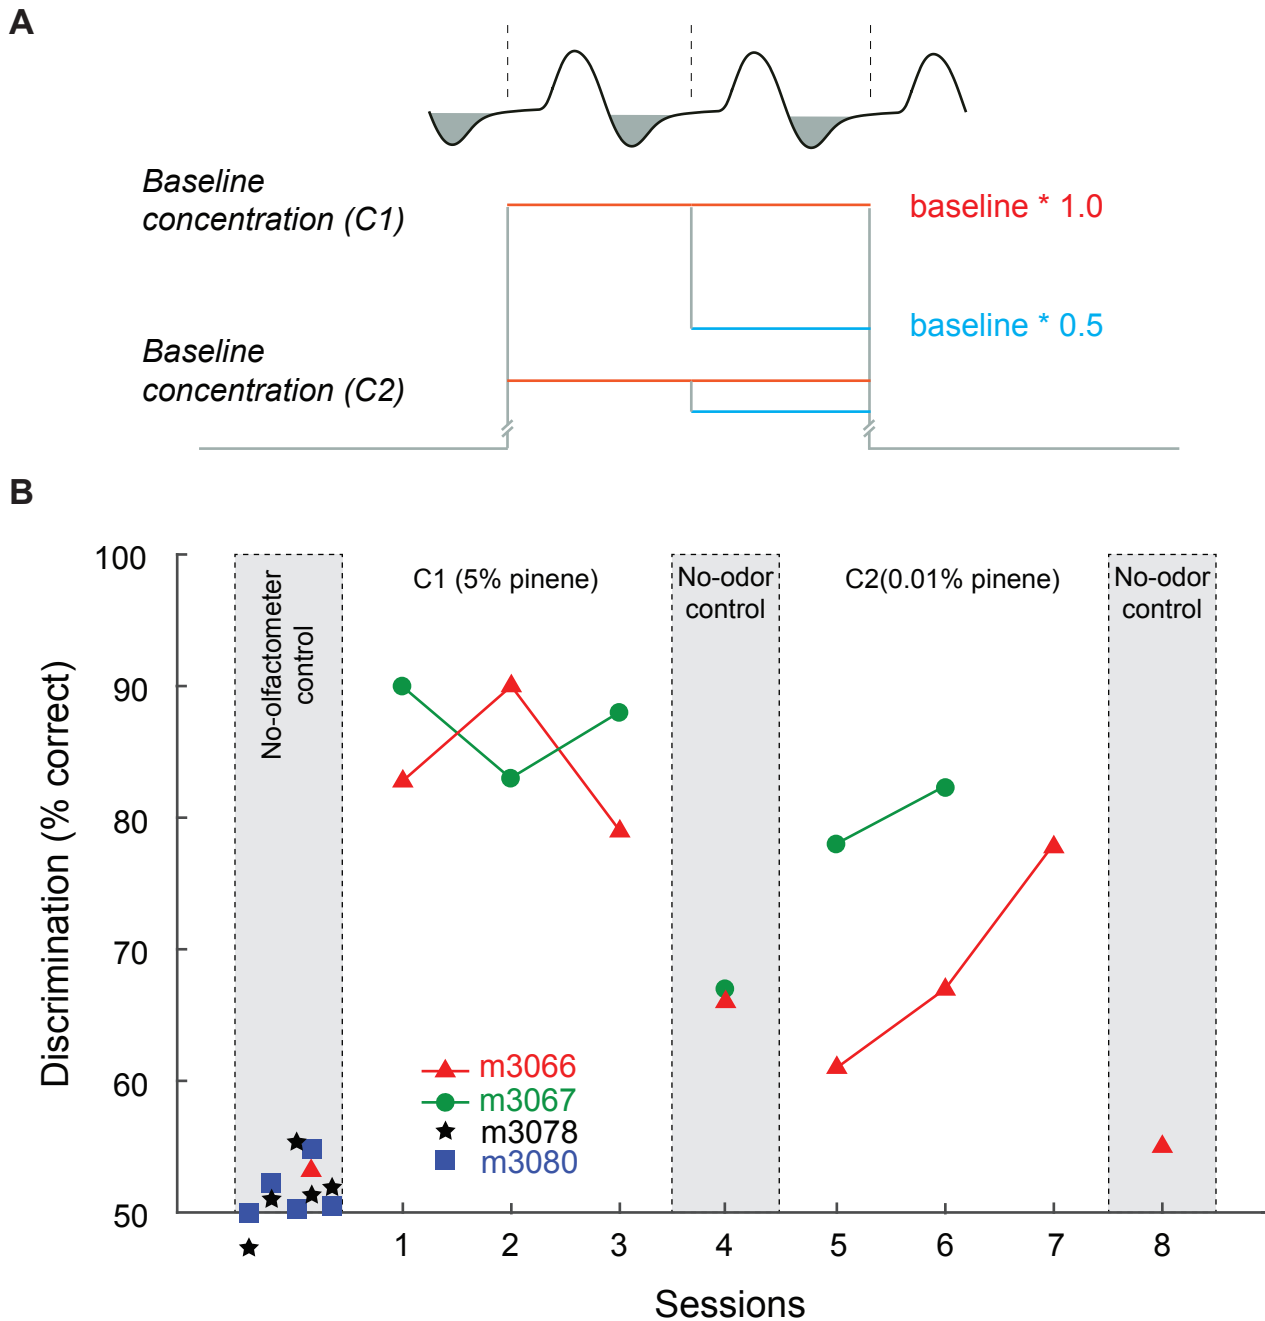 A
Baseline
concentration (C1)
baseline * 1.0
baseline * 0.5
Baseline
concentration (C2)
B
100
90
80
70
60
50
Discrimination (% correct)
No-olfactometer
control
C1 (5% pinene)
No-odor
control
C2(0.01% pinene)
No-odor
control
m3066
m3067
m3078
m3080
1 2 3 4 5 6 7 8
Sessions